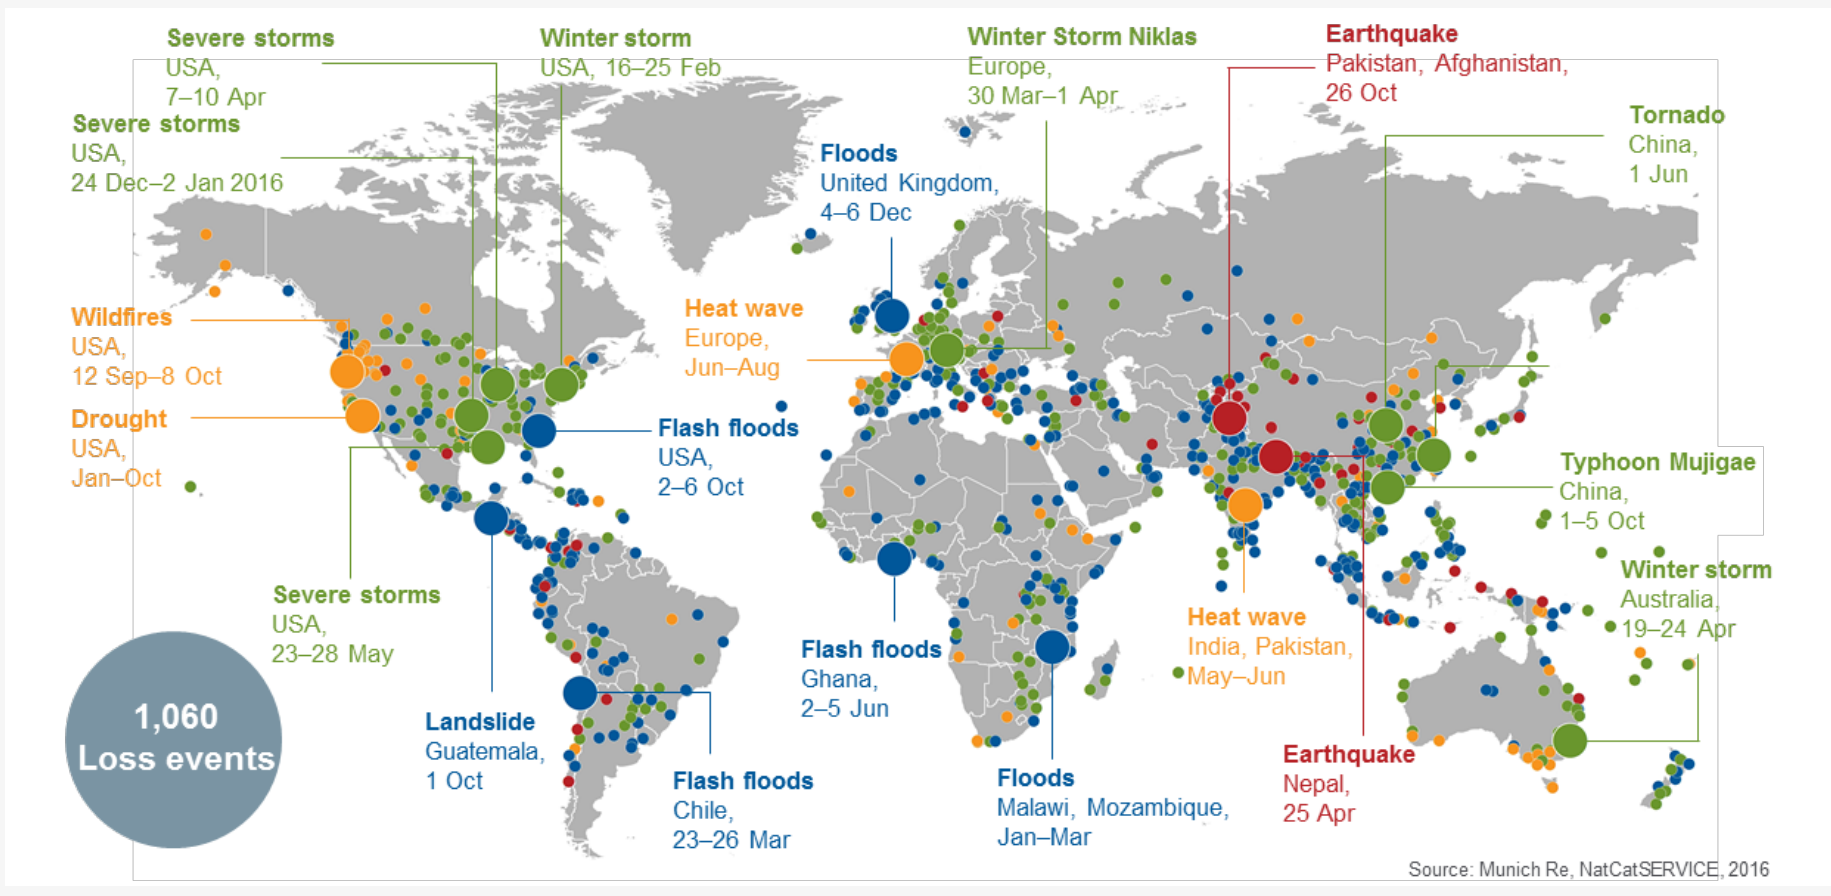 Severe storms
USA,
7–10 Apr
Winter storm
USA, 16–25 Feb
Winter Storm Niklas
Europe,
30 Mar–1 Apr
Earthquake
Pakistan, Afghanistan,
26 Oct
Tornado
China,
1 Jun
Severe storms
USA,
24 Dec–2 Jan 2016
Floods
United Kingdom,
4–6 Dec
Wildfires
USA,
12 Sep–8 Oct
Heat wave
Europe,
Jun–Aug
Drought
USA,
Jan–Oct
Flash floods
USA,
2–6 Oct
Typhoon Mujigae
China,
1–5 Oct
Severe storms
USA,
23–28 May
Winter storm
Australia,
19–24 Apr
Heat wave
India, Pakistan,
May–Jun
Flash floods
Ghana,
2–5 Jun
1,060
Loss events
Landslide
Guatemala,
1 Oct
Flash floods
Chile,
23–26 Mar
Floods
Malawi, Mozambique,
Jan–Mar
Earthquake
Nepal,
25 Apr
Source: Munich Re, NatCatSERVICE, 2016